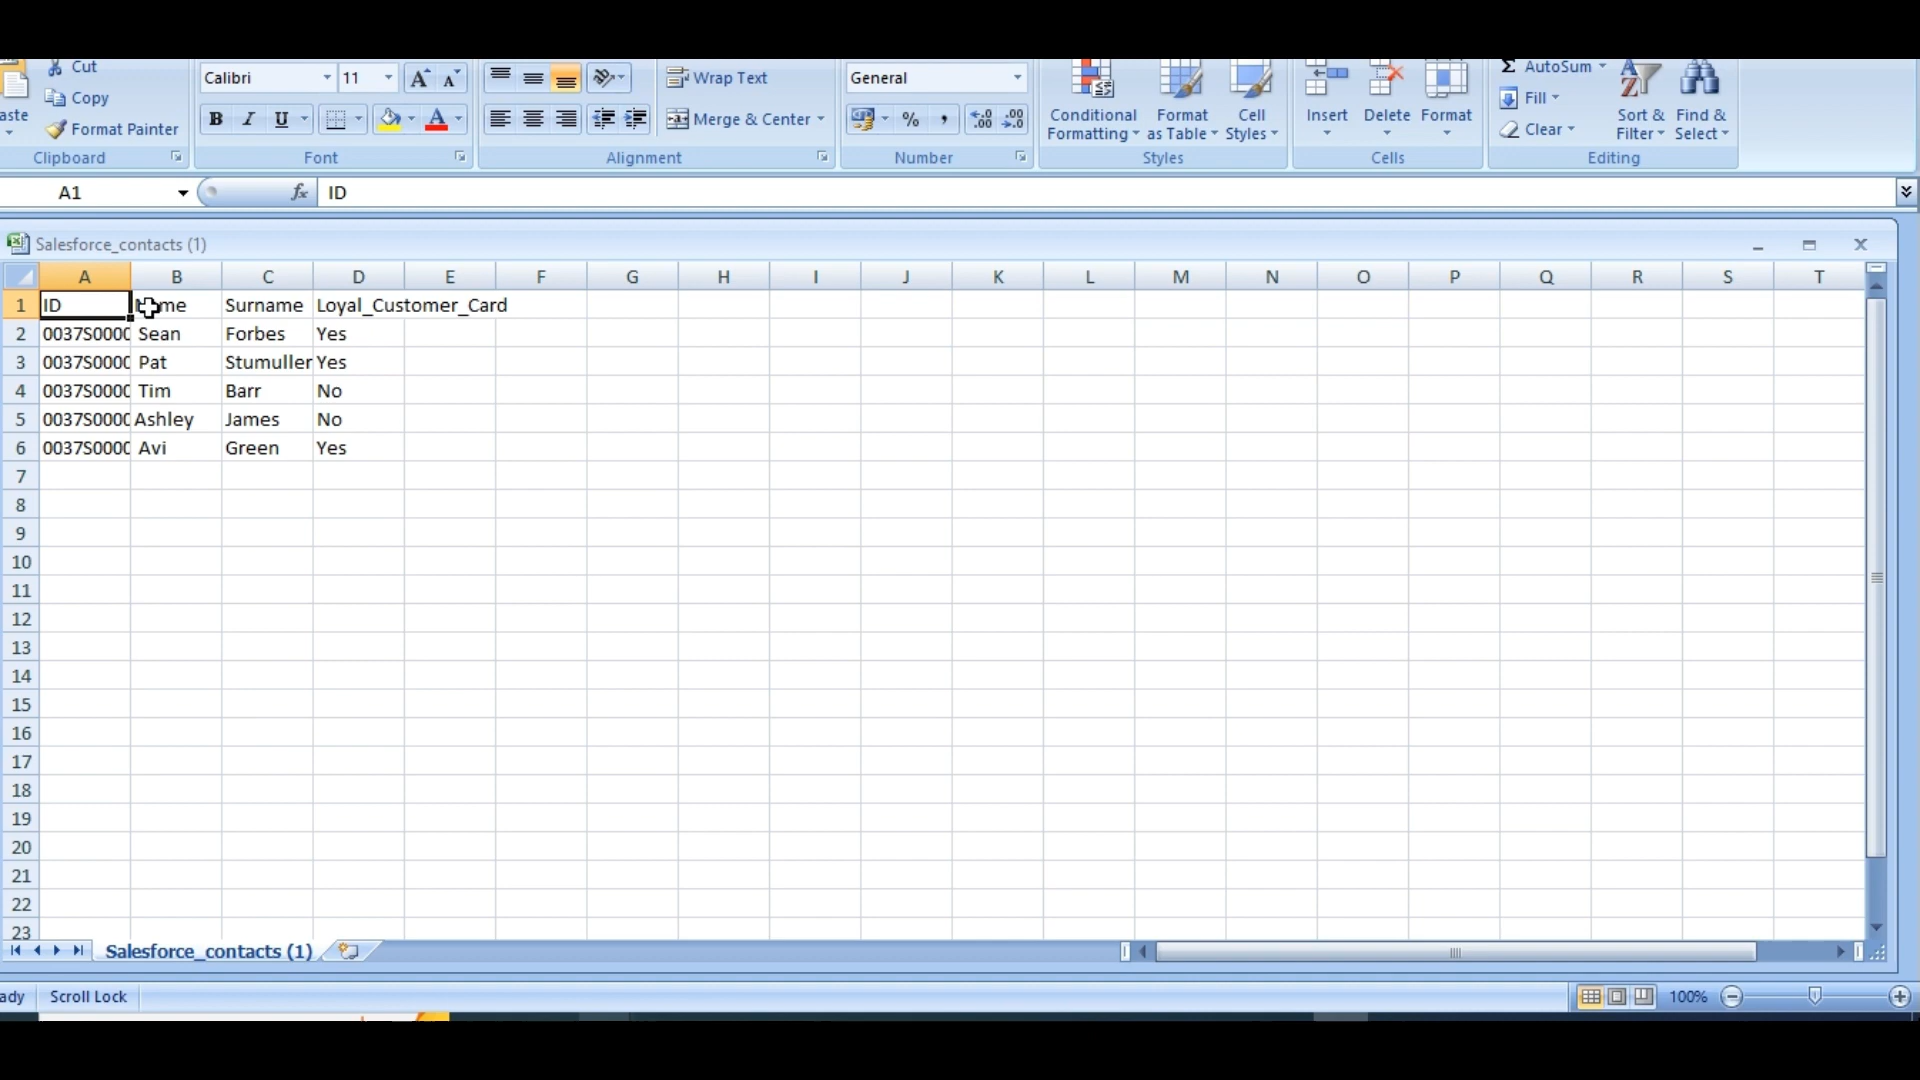 Cut
Copy
Format Painter
Clipboard
Calibri 11
B I U
Font
Wrap Text
Merge & Center
Alignment
General
%
Number
Conditional Formatting
Format as Table
Cell Styles
Styles
Insert Delete Format
Cells
Σ AutoSum
Fill
Clear
Sort & Filter
Find & Select
Editing
A1 fx ID
Salesforce_contacts (1)
A B C D E F G H I J K L M N O P Q R S T
1 ID Surname Loyal_Customer_Card
2 0037S0000 Sean Forbes Yes
3 0037S0000 Pat Stumuller Yes
4 0037S0000 Tim Barr No
5 0037S0000 Ashley James No
6 0037S0000 Avi Green Yes
7
8
9
10
11
12
13
14
15
16
17
18
19
20
21
22
23
Salesforce_contacts (1)
Scroll Lock 100%